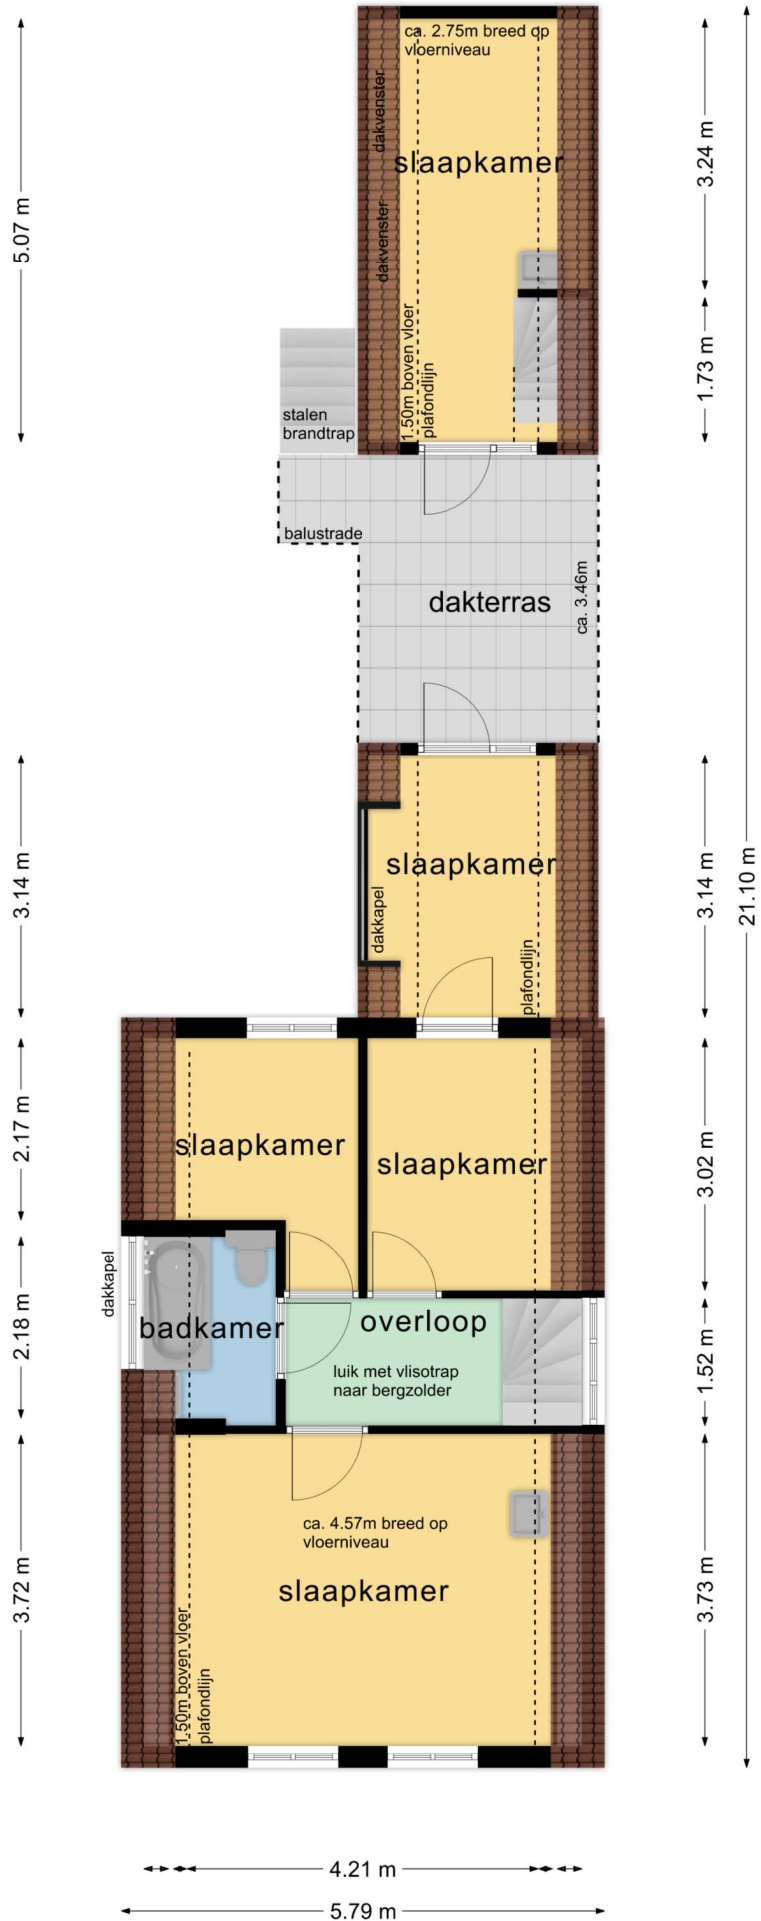 ca. 2.75m breed op
vloerniveau
dakvenster
slaapkamer
3.24 m
5.07 m
dakvenster
1.50m boven vloer
plafondlijn
1.73 m
stalen
brandtrap
balustrade
dakterras
ca. 3.46m
slaapkamer
3.14 m
3.14 m
21.10 m
dakkapel
plafondlijn
2.17 m
slaapkamer
slaapkamer
3.02 m
dakkapel
2.18 m
badkamer
overloop
luik met vlisotrap
naar bergzolder
1.52 m
ca. 4.57m breed op
vloerniveau
slaapkamer
3.72 m
3.73 m
1.50m boven vloer
plafondlijn
4.21 m
5.79 m